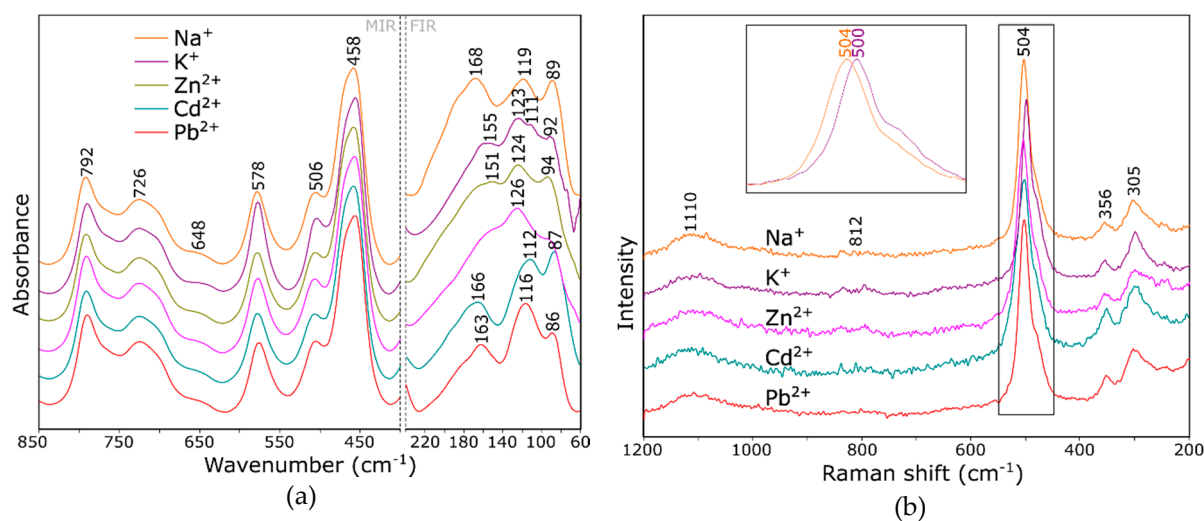 MIR FIR
Na⁺
K⁺
Zn²⁺
Cd²⁺
Pb²⁺
792
726
648
578
506
458
168
119
89
155
123
111
92
151
124
94
126
166
112
87
163
116
86
Absorbance
850 750 650 550 450 220 180 140 100 60
Wavenumber (cm⁻¹)
(a)
504
500
504
1110
812
356
305
Na⁺
K⁺
Zn²⁺
Cd²⁺
Pb²⁺
Intensity
1200 1000 800 600 400 200
Raman shift (cm⁻¹)
(b)